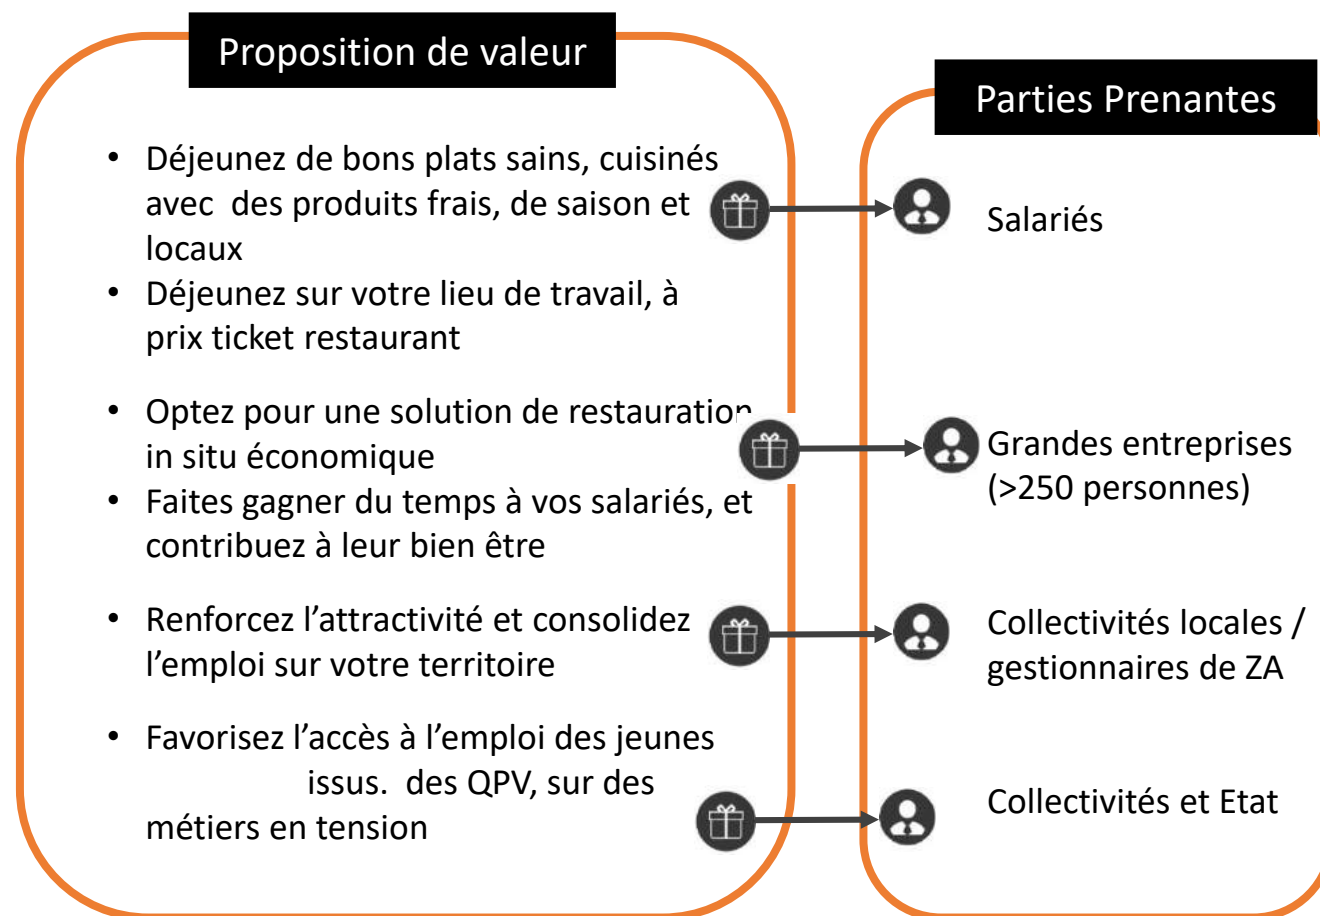 Proposition de valeur
• Déjeunez de bons plats sains, cuisinés
avec des produits frais, de saison et
locaux
• Déjeunez sur votre lieu de travail, à
prix ticket restaurant
• Optez pour une solution de restauration
in situ économique
• Faites gagner du temps à vos salariés, et
contribuez à leur bien être
• Renforcez l’attractivité et consolidez
l’emploi sur votre territoire
• Favorisez l’accès à l’emploi des jeunes
issus. des QPV, sur des
métiers en tension
Parties Prenantes
Salariés
Grandes entreprises
(>250 personnes)
Collectivités locales /
gestionnaires de ZA
Collectivités et Etat